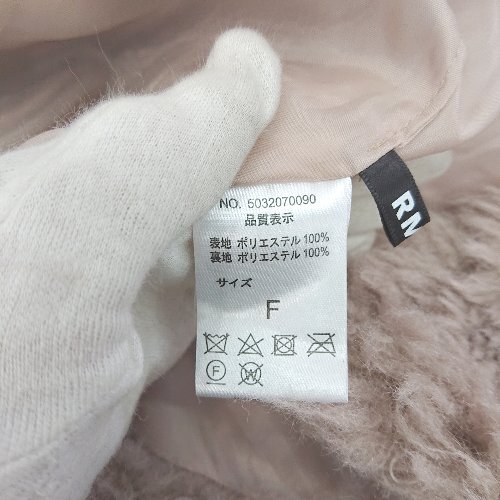 NO. 5032070090
品質表示
表地 ポリエステル100%
裏地 ポリエステル100%
サイズ
F
F
W
RN